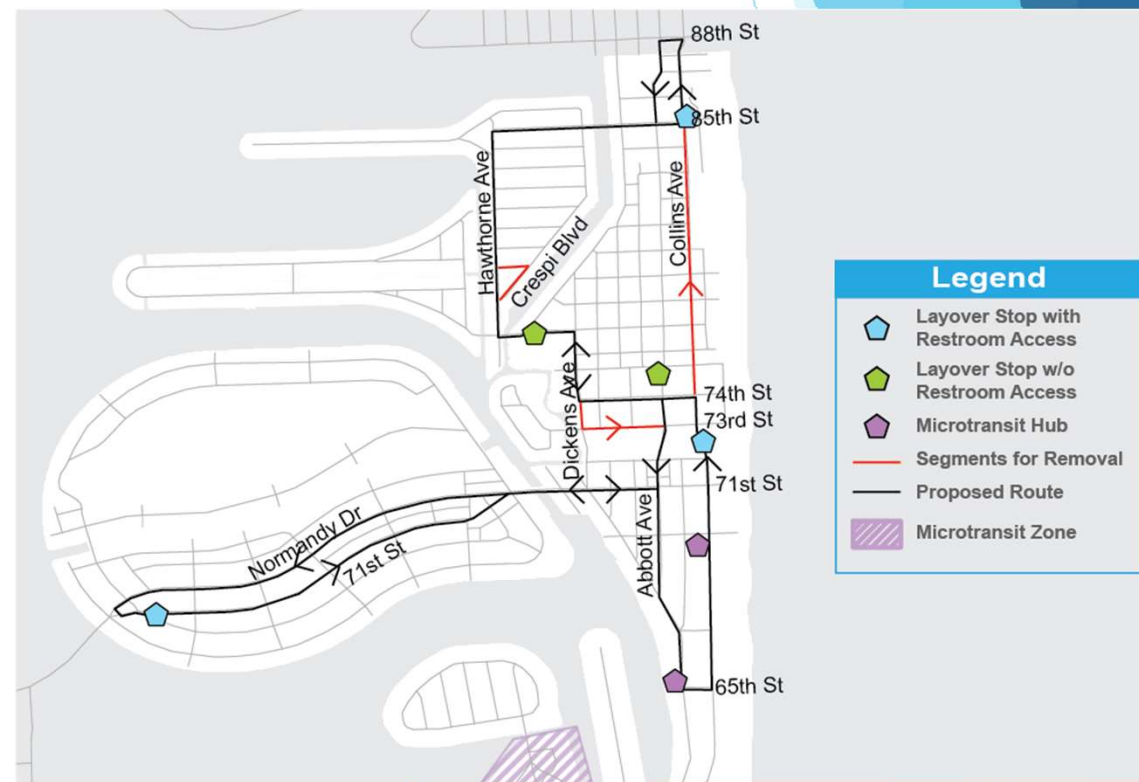 88th St
85th St
Hawthorne Ave
Collins Ave
Crespi Blvd
74th St
73rd St
Dickens Ave
71st St
Abbott Ave
Normandy Dr
71st St
65th St
Legend
Layover Stop with
Restroom Access
Layover Stop w/o
Restroom Access
Microtransit Hub
Segments for Removal
Proposed Route
Microtransit Zone